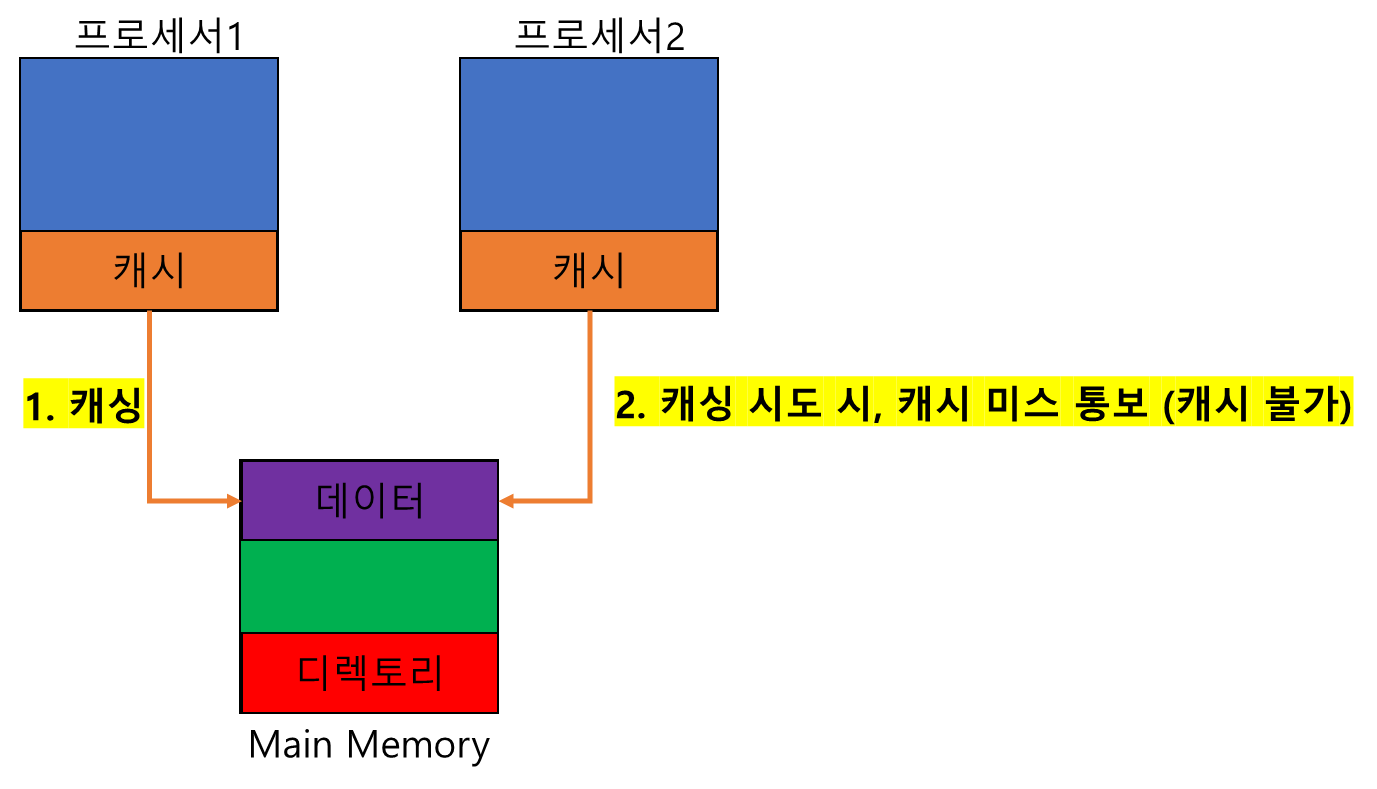 프로세서1
프로세서2
캐시
캐시
1. 캐싱
2. 캐싱 시도 시, 캐시 미스 통보 (캐시 불가)
데이터
디렉토리
Main Memory